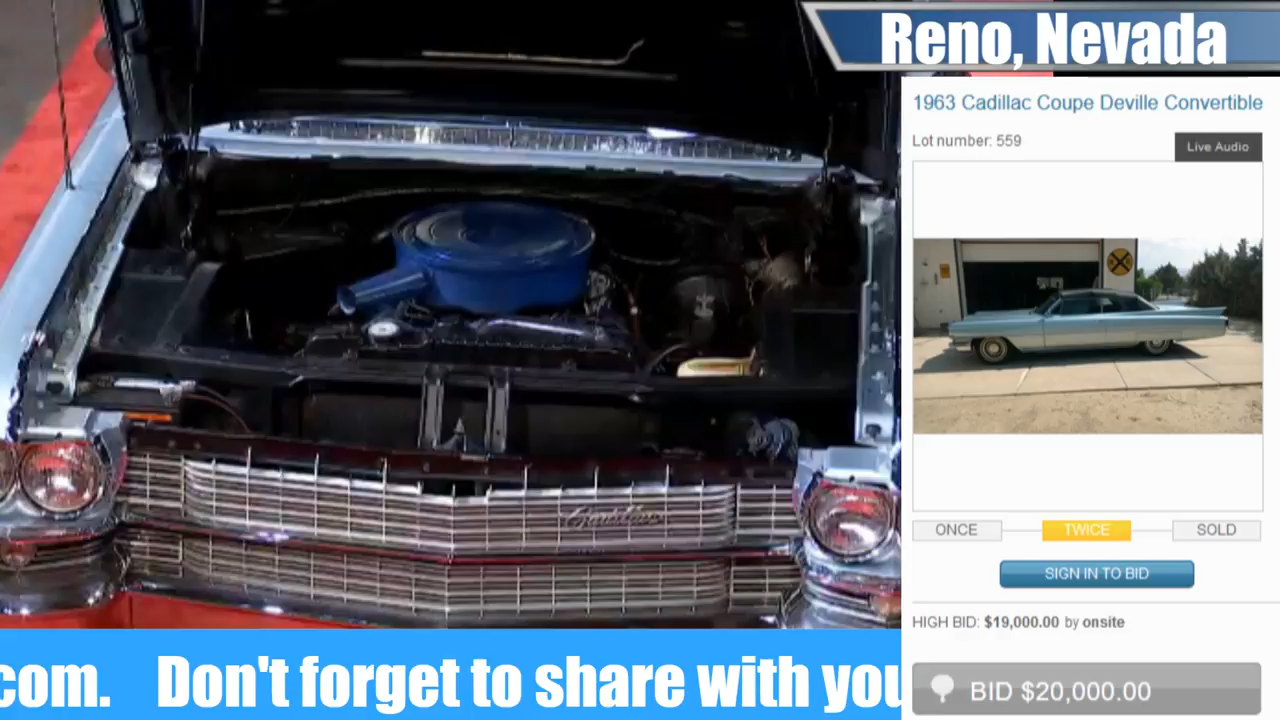 Reno, Nevada
1963 Cadillac Coupe Deville Convertible
Lot number: 559
Live Audio
ONCE
TWICE
SOLD
SIGN IN TO BID
HIGH BID: $19,000.00 by onsite
BID $20,000.00
Cadillac
com. Don't forget to share with you